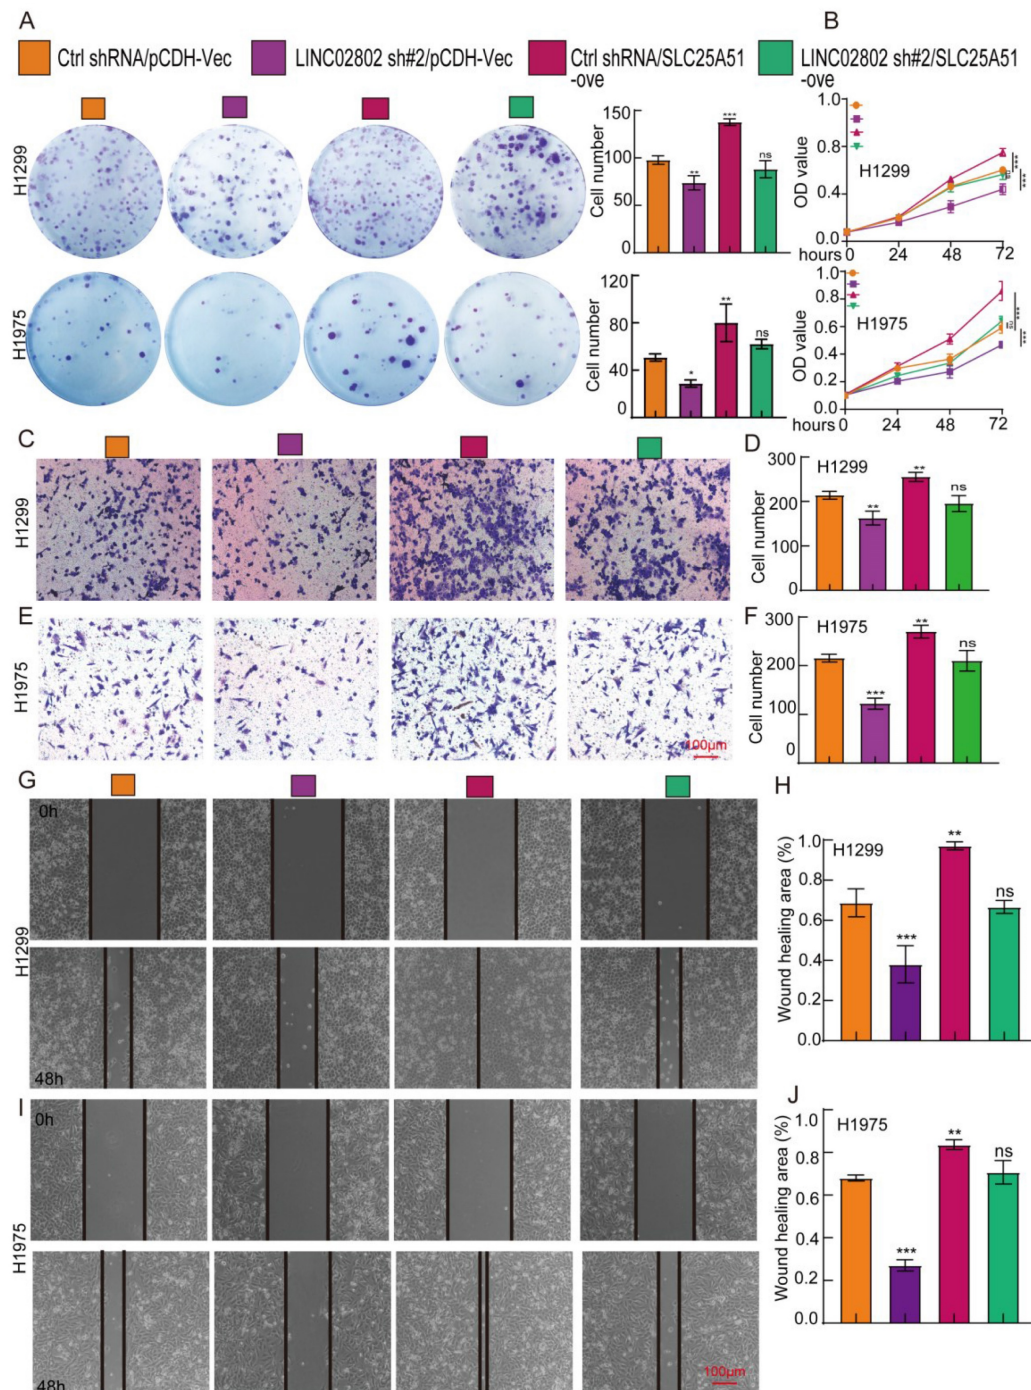 A
B
Ctrl shRNA/pCDH-Vec
LINC02802 sh#2/pCDH-Vec
Ctrl shRNA/SLC25A51
-ove
LINC02802 sh#2/SLC25A51
-ove
H1299
Cell number
150
100
50
0
**
***
ns
OD value
1.0
0.8
0.4
0.0
H1299
***
ns
***
hours 0 24 48 72
H1975
Cell number
120
80
40
0
*
**
ns
OD value
1.0
0.8
0.6
0.4
0.2
0.0
H1975
***
ns
***
hours 0 24 48 72
C
H1299
D
H1299
Cell number
300
200
100
0
**
**
ns
E
H1975
100μm
F
H1975
Cell number
300
200
100
0
***
**
ns
G
0h
H1299
48h
H
H1299
Wound healing area (%)
1.0
0.8
0.6
0.4
0.2
0.0
***
**
ns
I
0h
H1975
48h
100μm
J
H1975
Wound healing area (%)
1.0
0.8
0.6
0.4
0.2
0.0
***
**
ns